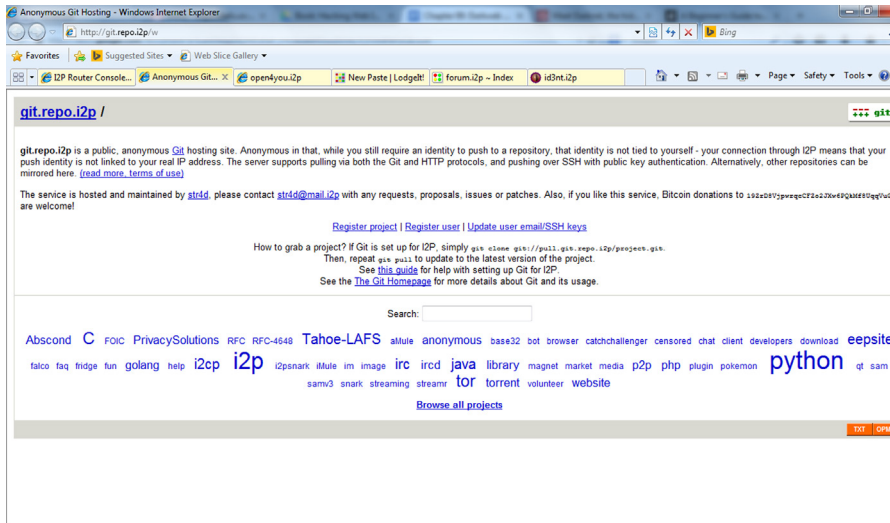 Anonymous Git Hosting - Windows Internet Explorer
http://git.repo.i2p/w
Bing
Favorites Suggested Sites Web Slice Gallery
I2P Router Console... Anonymous Git... X open4you.i2p New Paste | LodgeIt! forum.i2p ~ Index id3nt.i2p Page Safety Tools
git.repo.i2p /
git
git.repo.i2p is a public, anonymous Git hosting site. Anonymous in that, while you still require an identity to push to a repository, that identity is not tied to yourself - your connection through I2P means that your
push identity is not linked to your real IP address. The server supports pulling via both the Git and HTTP protocols, and pushing over SSH with public key authentication. Alternatively, other repositories can be
mirrored here. (read more, terms of use)
The service is hosted and maintained by str4d, please contact str4d@mail.i2p with any requests, proposals, issues or patches. Also, if you like this service, Bitcoin donations to
are welcome!
Register project | Register user | Update user email/SSH keys
How to grab a project? If Git is set up for I2P, simply git clone git://pull.git.repo.i2p/project.git.
Then, repeat git pull to update to the latest version of the project.
See this guide for help with setting up Git for I2P.
See the The Git Homepage for more details about Git and its usage.
Search:
Abscond C FOIC PrivacySolutions RFC RFC-4648 Tahoe-LAFS aMule anonymous base32 bot browser catchchallenger censored chat client developers download eepsite
falco faq fridge fun golang help i2cp i2p i2psnark iMule im image irc ircd java library magnet market media p2p php plugin pokemon python qt sam
samv3 snark streaming streamr tor torrent volunteer website
Browse all projects
TXT OPM